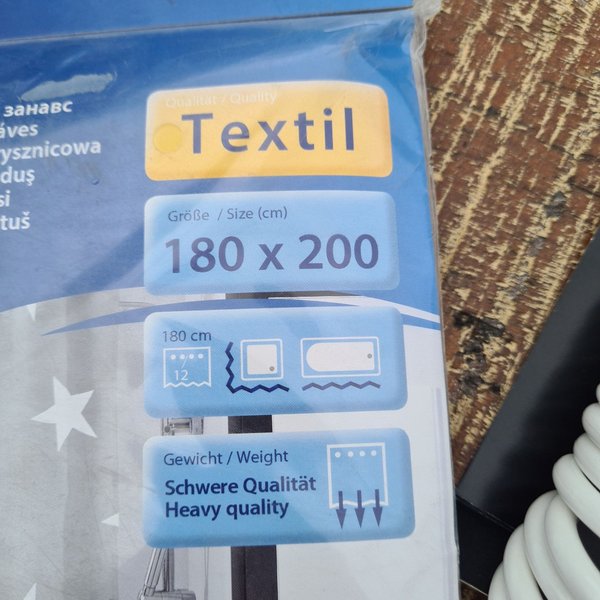 занавс
áves
ysznicowa
duş
si
tuš
Qualität / Quality
Textil
Größe / Size (cm)
180 x 200
180 cm
12
Gewicht / Weight
Schwere Qualität
Heavy quality